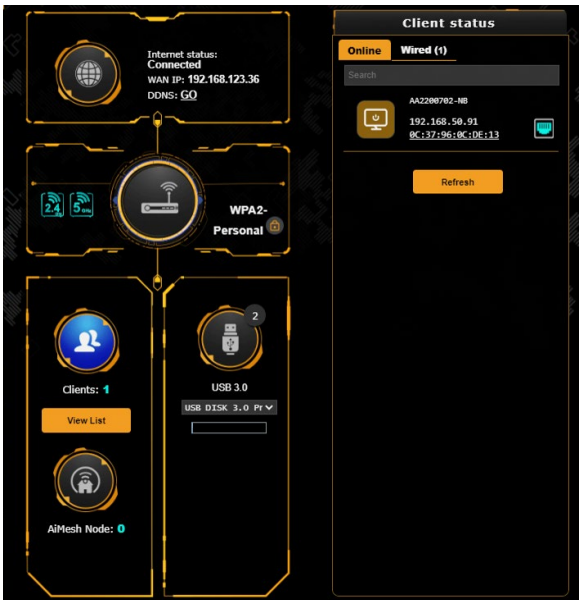 Internet status:
Connected
WAN IP: 192.168.123.36
DDNS: GO
2.4
5 GHz
WPA2-
Personal
Clients: 1
View List
AiMesh Node: 0
2
USB 3.0
USB DISK 3.0 Pr
Client status
Online
Wired (1)
Search
AA2200702-NB
192.168.50.91
0C:37:96:0C:DE:13
Refresh